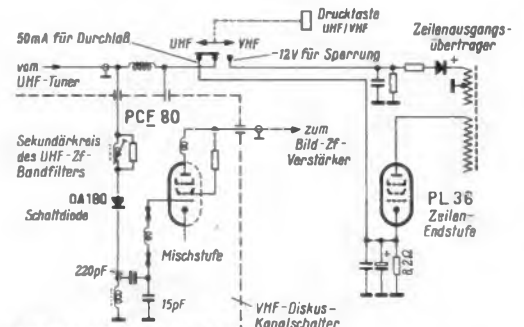 Drucktaste
UHF/VHF
50mA für Durchlaß
UHF
VHF
-12V für Sperrung
Zeilenausgangs-
übertrager
vom
UHF-Tuner
PCF 80
Sekundärkreis
des UHF-Zf-
Bandfilters
zum
Bild-Zf-
Verstärker
OA180
Schaltdiode
Mischstufe
PL 36
Zeilen-
Endstufe
8,2Ω
220pF
15pF
VHF-Diskus-
Kanalschalter